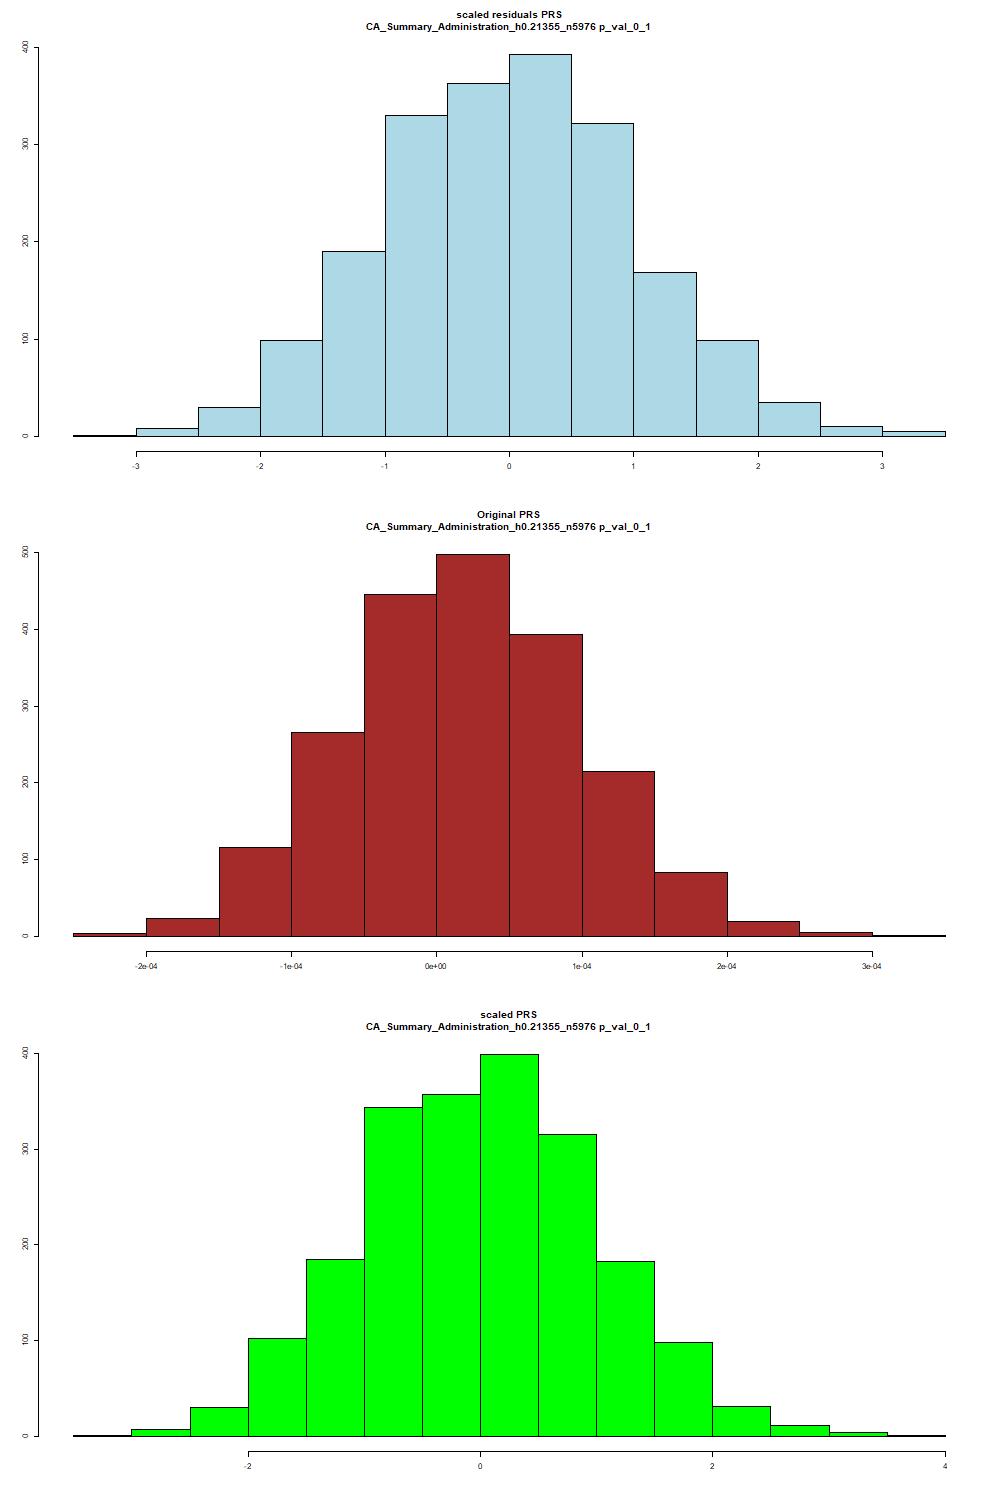 scaled residuals PRS
CA_Summary_Administration_h0.21355_n5976 p_val_0_1
400
300
200
100
0
-3 -2 -1 0 1 2 3
Original PRS
CA_Summary_Administration_h0.21355_n5976 p_val_0_1
500
400
300
200
100
0
-2e-04 -1e-04 0e+00 1e-04 2e-04 3e-04
scaled PRS
CA_Summary_Administration_h0.21355_n5976 p_val_0_1
400
300
200
100
0
-2 0 2 4